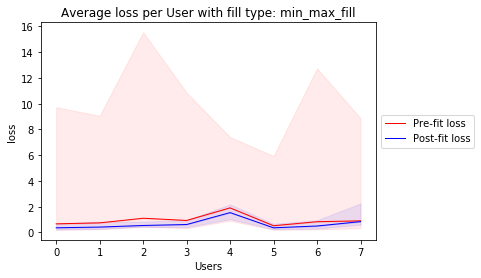 Average loss per User with fill type: min_max_fill
16
14
12
10
8
6
4
2
0
loss
Pre-fit loss
Post-fit loss
0 1 2 3 4 5 6 7
Users